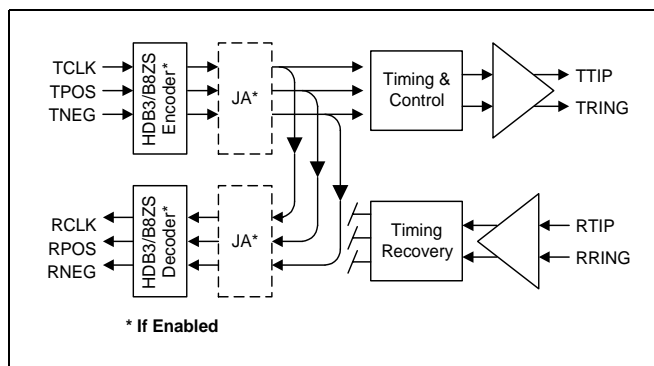 TCLK
TPOS
TNEG
HDB3/B8ZS
Encoder*
JA*
Timing &
Control
TTIP
TRING
RCLK
RPOS
RNEG
HDB3/B8ZS
Decoder*
JA*
Timing
Recovery
RTIP
RRING
* If Enabled